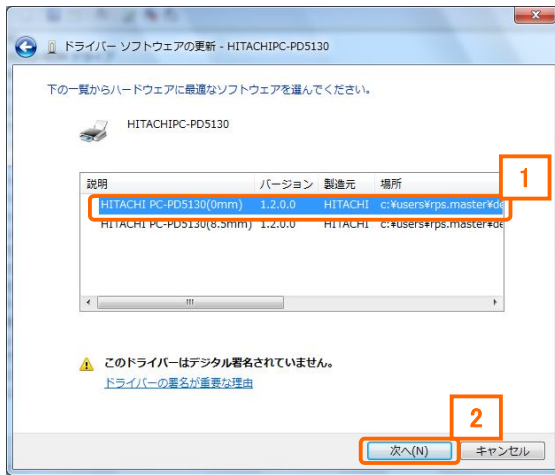 ドライバー ソフトウェアの更新 - HITACHIPC-PD5130
下の一覧からハードウェアに最適なソフトウェアを選んでください。
HITACHIPC-PD5130
説明 バージョン 製造元 場所
1
HITACHI PC-PD5130(0mm) 1.2.0.0 HITACHI c:¥users¥rps.master¥de
HITACHI PC-PD5130(8.5mm) 1.2.0.0 HITACHI c:¥users¥rps.master¥de
このドライバーはデジタル署名されていません。
ドライバーの署名が重要な理由
2
次へ(N) キャンセル